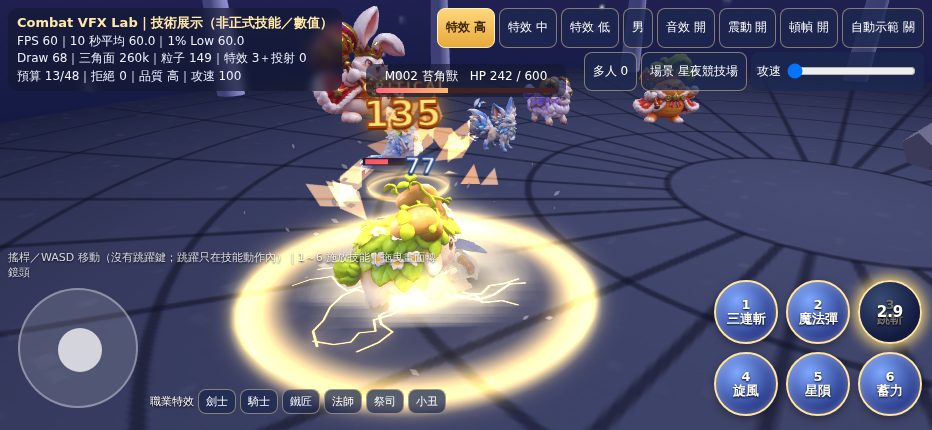 Combat VFX Lab｜技術展示（非正式技能／數值）
FPS 60｜10 秒平均 60.0｜1% Low 60.0
Draw 68｜三角面 260k｜粒子 149｜特效 3＋投射 0
預算 13/48｜拒絕 0｜品質 高｜攻速 100
特效 高
特效 中
特效 低
男
音效 開
震動 開
頓幀 開
自動示範 關
多人 0
場景 星夜競技場
攻速
M002 苔角獸 HP 242 / 600
135
77
搖桿／WASD 移動（沒有跳躍鍵；跳躍只在技能動作內）｜1～6 施放技能｜拖曳畫面轉
鏡頭
1
三連斬
2
魔法彈
2.9
4
旋風
5
星隕
6
蓄力
職業特效
劍士
騎士
鐵匠
法師
祭司
小丑